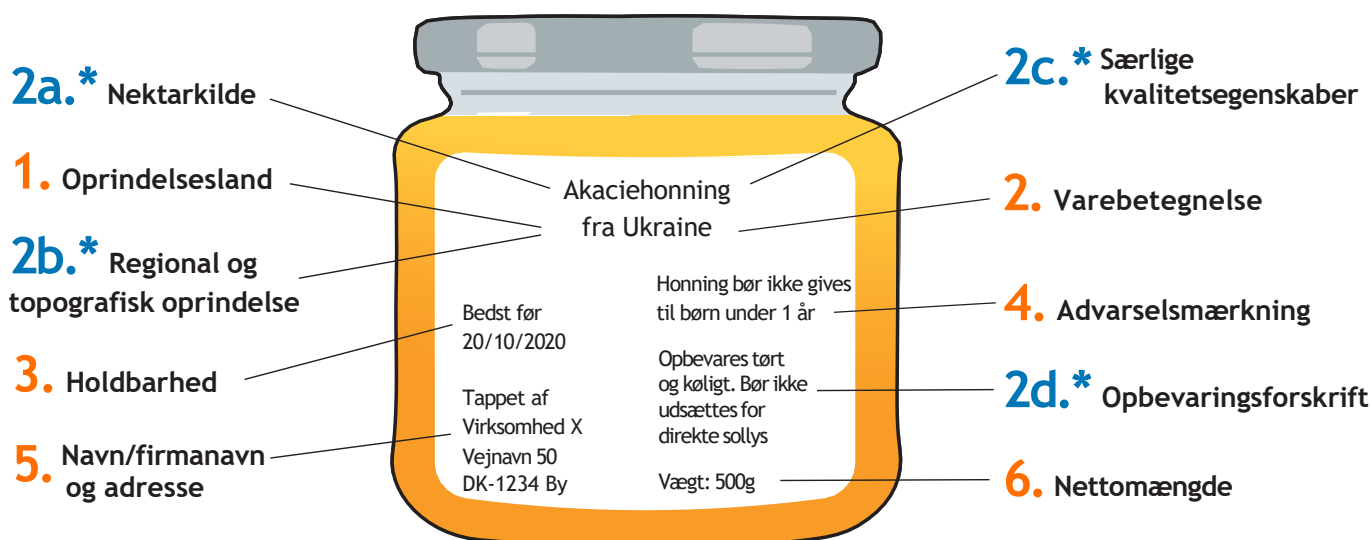 2a.* Nektarkilde
1. Oprindelsesland
2b.* Regional og
topografisk oprindelse
3. Holdbarhed
5. Navn/firmanavn
og adresse
Akaciehonning
fra Ukraine
Bedst før
20/10/2020
Tappet af
Virksomhed X
Vejnavn 50
DK-1234 By
Honning bør ikke gives
til børn under 1 år
Opbevares tørt
og køligt. Bør ikke
udsættes for
direkte sollys
Vægt: 500g
2c.* Særlige
kvalitetsegenskaber
2. Varebetegnelse
4. Advarselsmærkning
2d.* Opbevaringsforskrift
6. Nettomængde